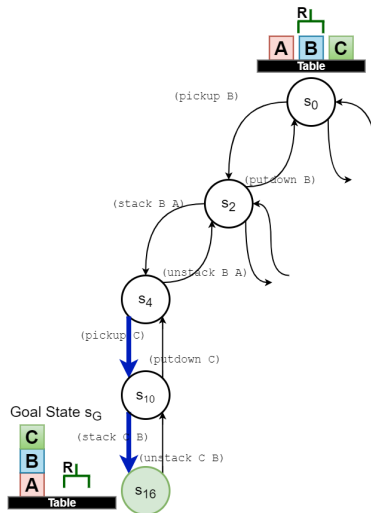 R
A B C
Table
(pickup B)
s0
(putdown B)
s2
(stack B A)
(unstack B A)
s4
(pickup C)
(putdown C)
s10
Goal State sG
C
(stack C B)
B
(unstack C B)
R
A
s16
Table